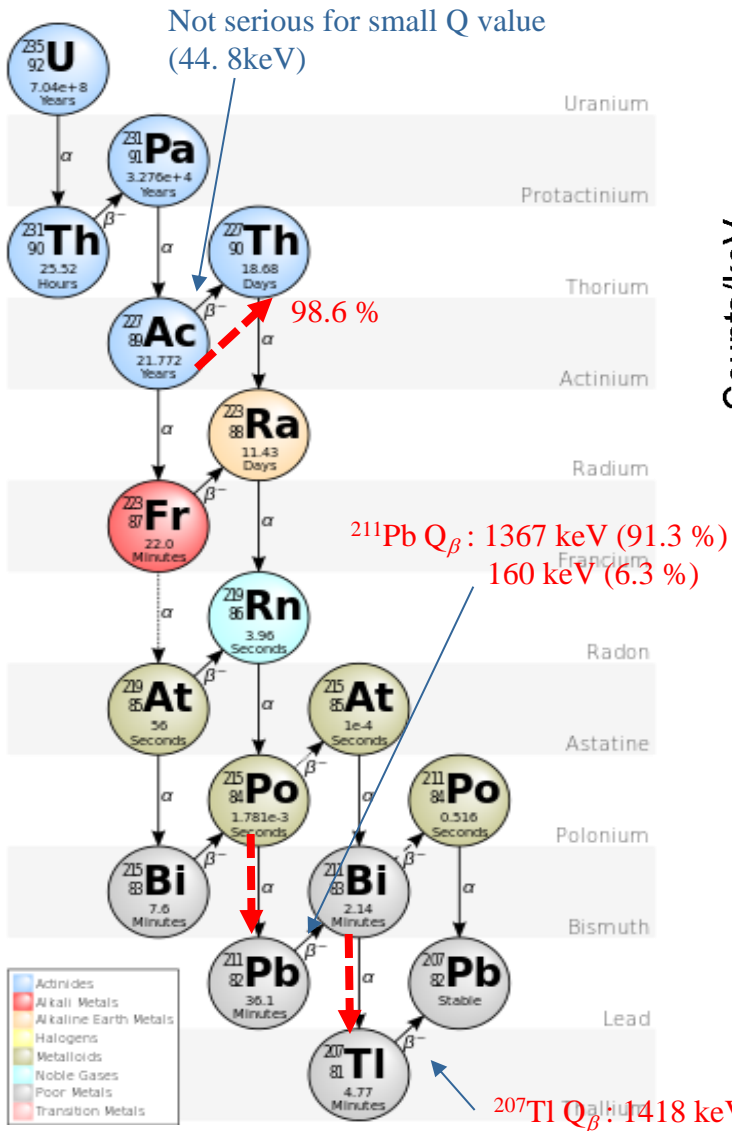 Not serious for small Q value
(44. 8keV)
235
92 U
7.04e+8
Years
Uranium
α
231
91 Pa
3.276e+4
Years
Protactinium
β−
231
90 Th
25.52
Hours
α
227
90 Th
18.68
Days
Thorium
β−
98.6 %
227
89 Ac
21.772
Years
α
Actinium
Counts/keV
α
223
88 Ra
11.43
Days
Radium
β−
223
87 Fr
22.0
Minutes
α
211Pb Qβ : 1367 keV (91.3 %)
Francium
160 keV (6.3 %)
α
219
86 Rn
3.96
Seconds
Radon
β−
219
85 At
56
Seconds
α
215
85 At
1e-4
Seconds
Astatine
β−
α
215
84 Po
1.781e-3
Seconds
α
211
84 Po
0.516
Seconds
Polonium
β−
215
83 Bi
7.6
Minutes
α
211
83 Bi
2.14
Minutes
β−
α
Bismuth
β−
211
82 Pb
36.1
Minutes
α
207
82 Pb
Stable
Lead
β−
207
81 Tl
4.77
Minutes
Thallium
207Tl Qβ : 1418 keV
Actinides
Alkali Metals
Alkaline Earth Metals
Halogens
Metalloids
Noble Gases
Poor Metals
Transition Metals